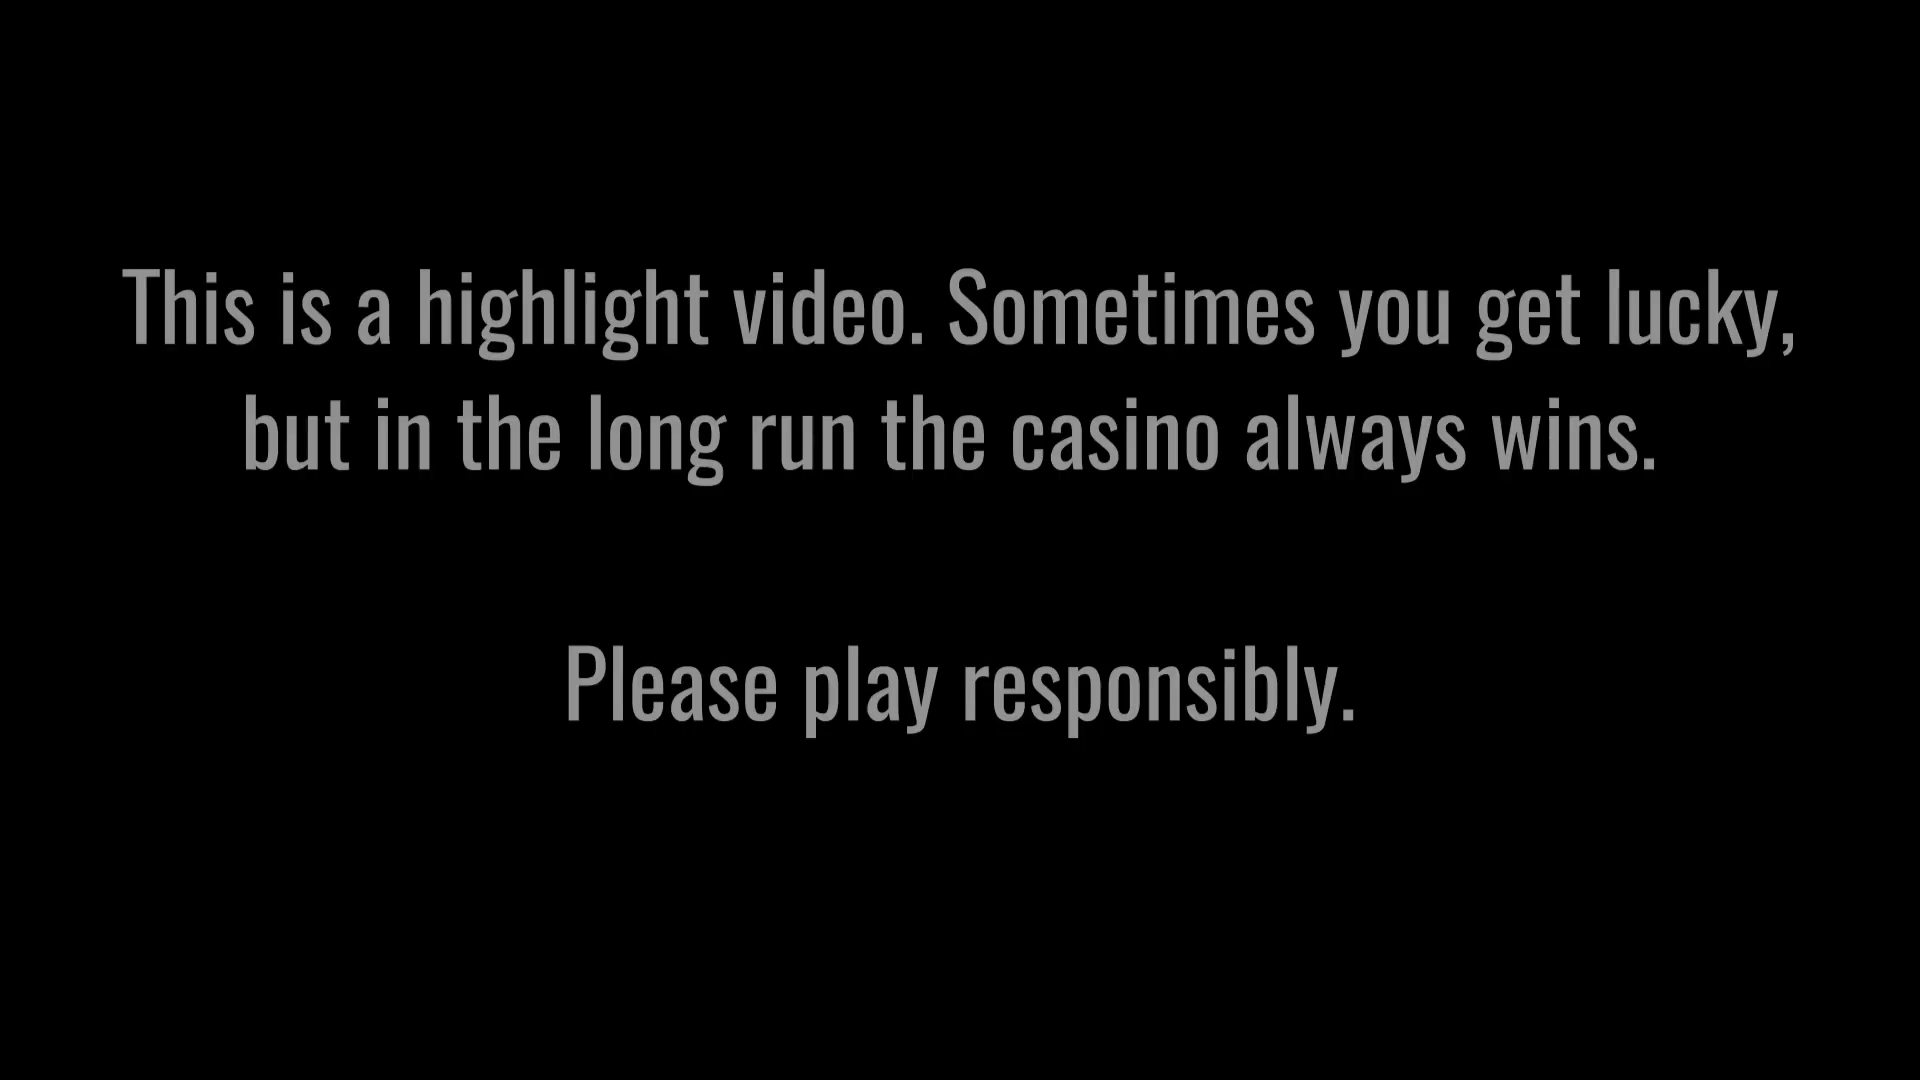 This is a highlight video. Sometimes you get lucky,
but in the long run the casino always wins.
Please play responsibly.